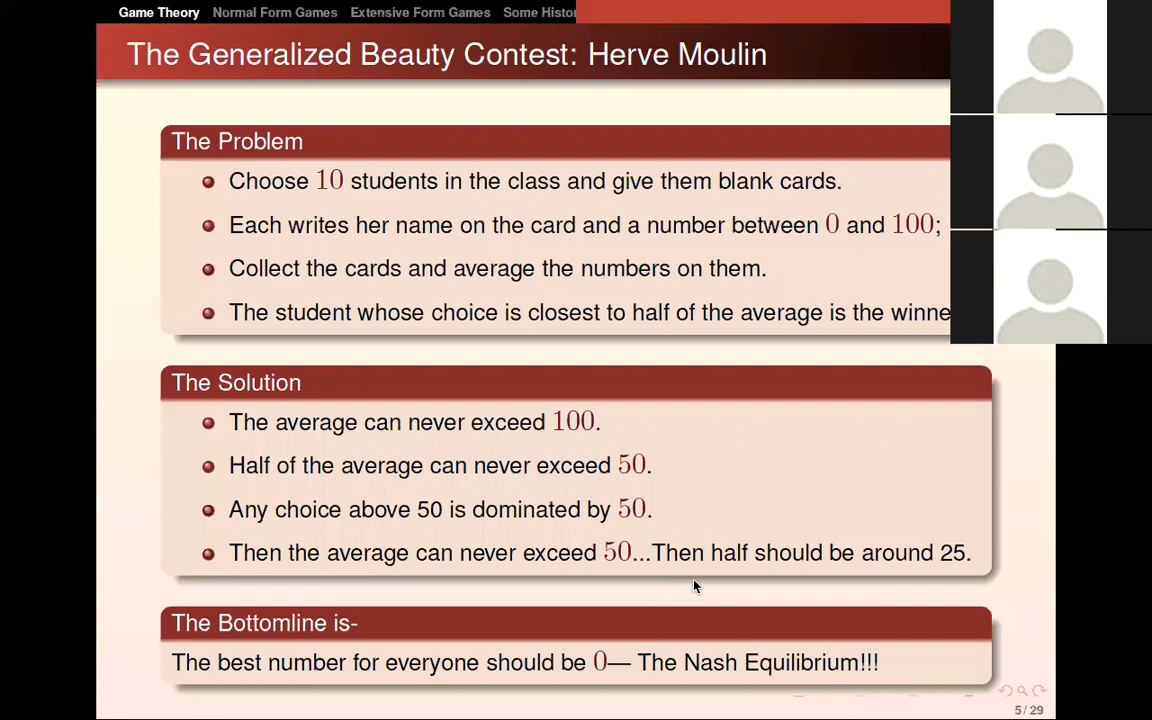 Game Theory Normal Form Games Extensive Form Games Some
The Generalized Beauty Contest: Herve Moulin
The Problem
Choose 10 students in the class and give them blank cards.
Each writes her name on the card and a number between 0 and 100;
Collect the cards and average the numbers on them.
The student whose choice is closest to half of the average is the
The Solution
The average can never exceed 100.
Half of the average can never exceed 50.
Any choice above 50 is dominated by 50.
Then the average can never exceed 50...Then half should be around 25.
The Bottomline is-
The best number for everyone should be 0— The Nash Equilibrium!!!
5 / 29